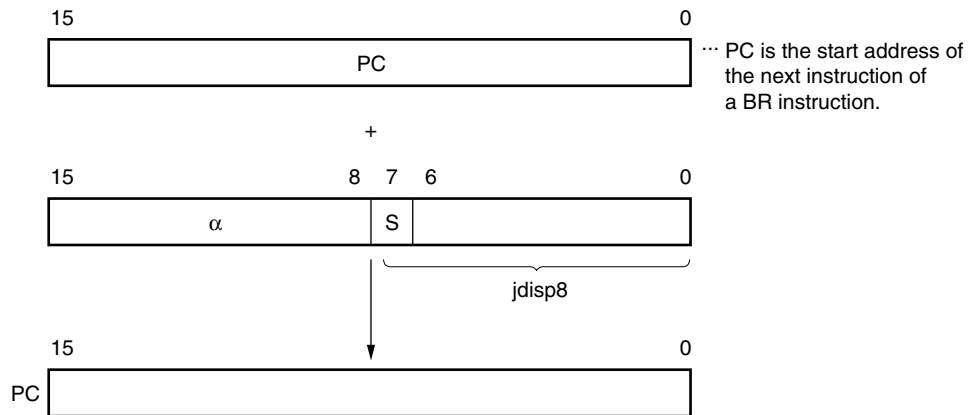 15 0
PC
... PC is the start address of
the next instruction of
a BR instruction.
+
15 8 7 6 0
α S
jdisp8
15 0
PC